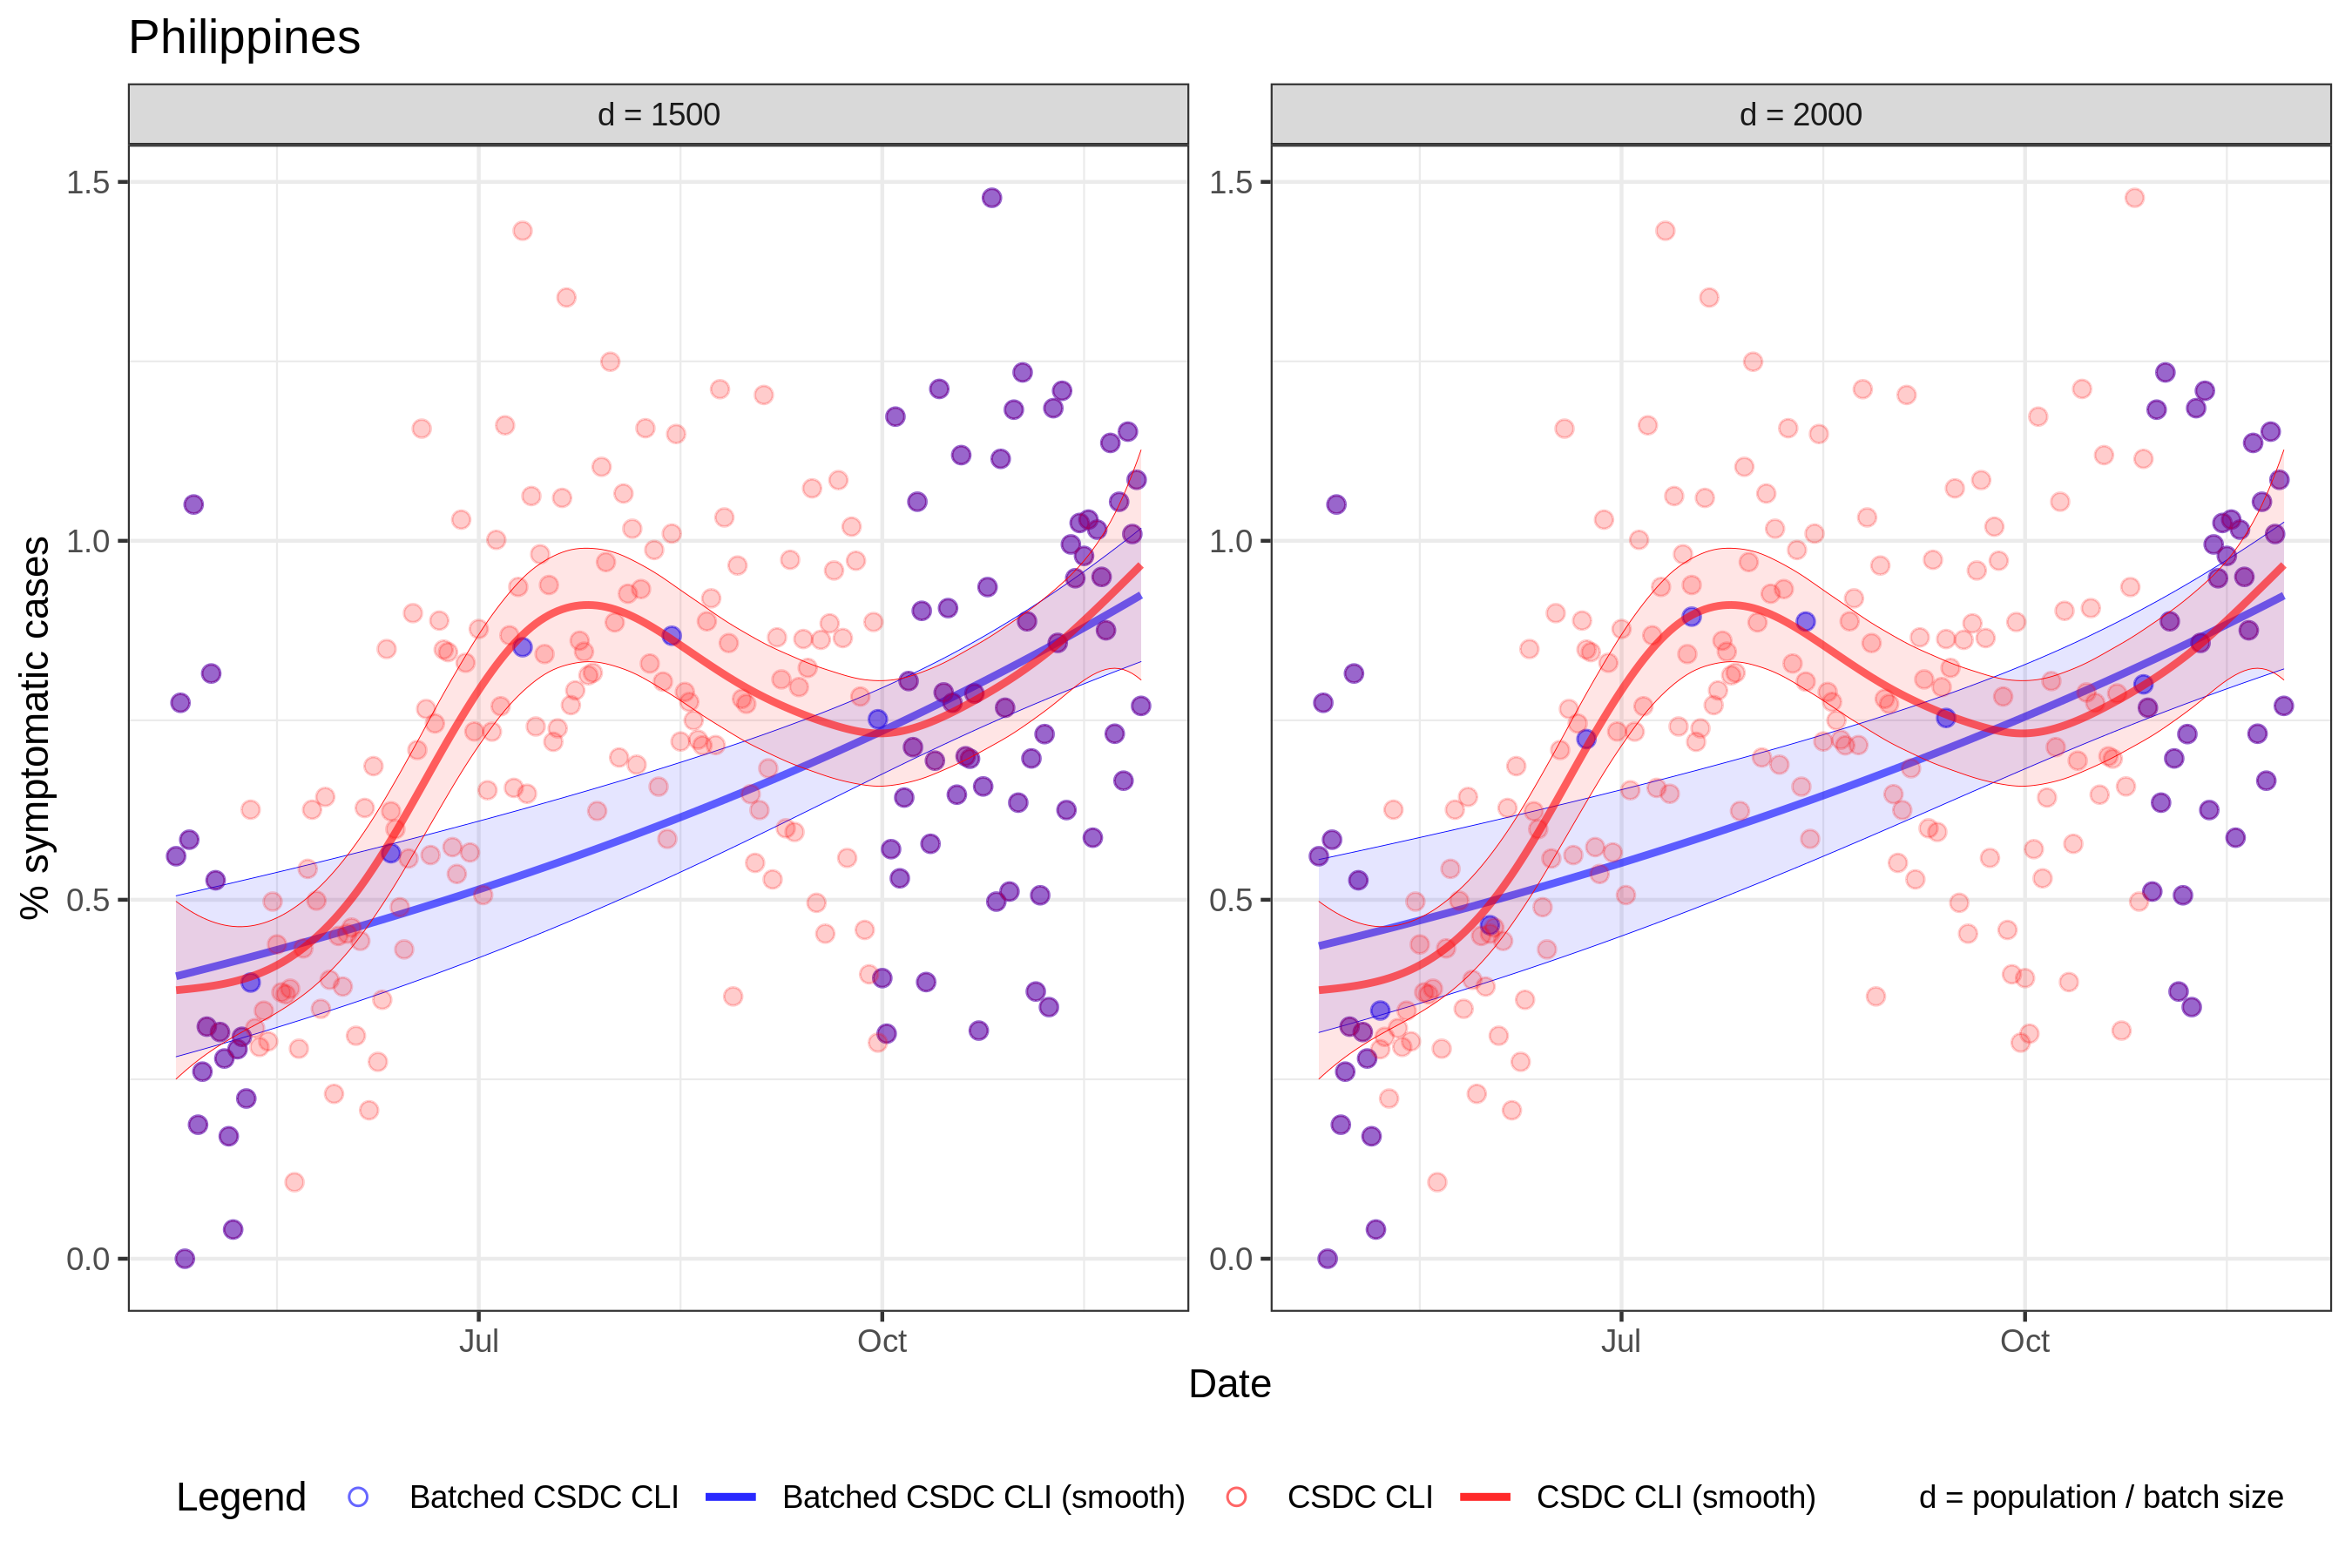 Philippines
d = 1500
d = 2000
% symptomatic cases
1.5
1.0
0.5
0.0
1.5
1.0
0.5
0.0
Jul
Oct
Jul
Oct
Date
Legend
Batched CSDC CLI
Batched CSDC CLI (smooth)
CSDC CLI
CSDC CLI (smooth)
d = population / batch size